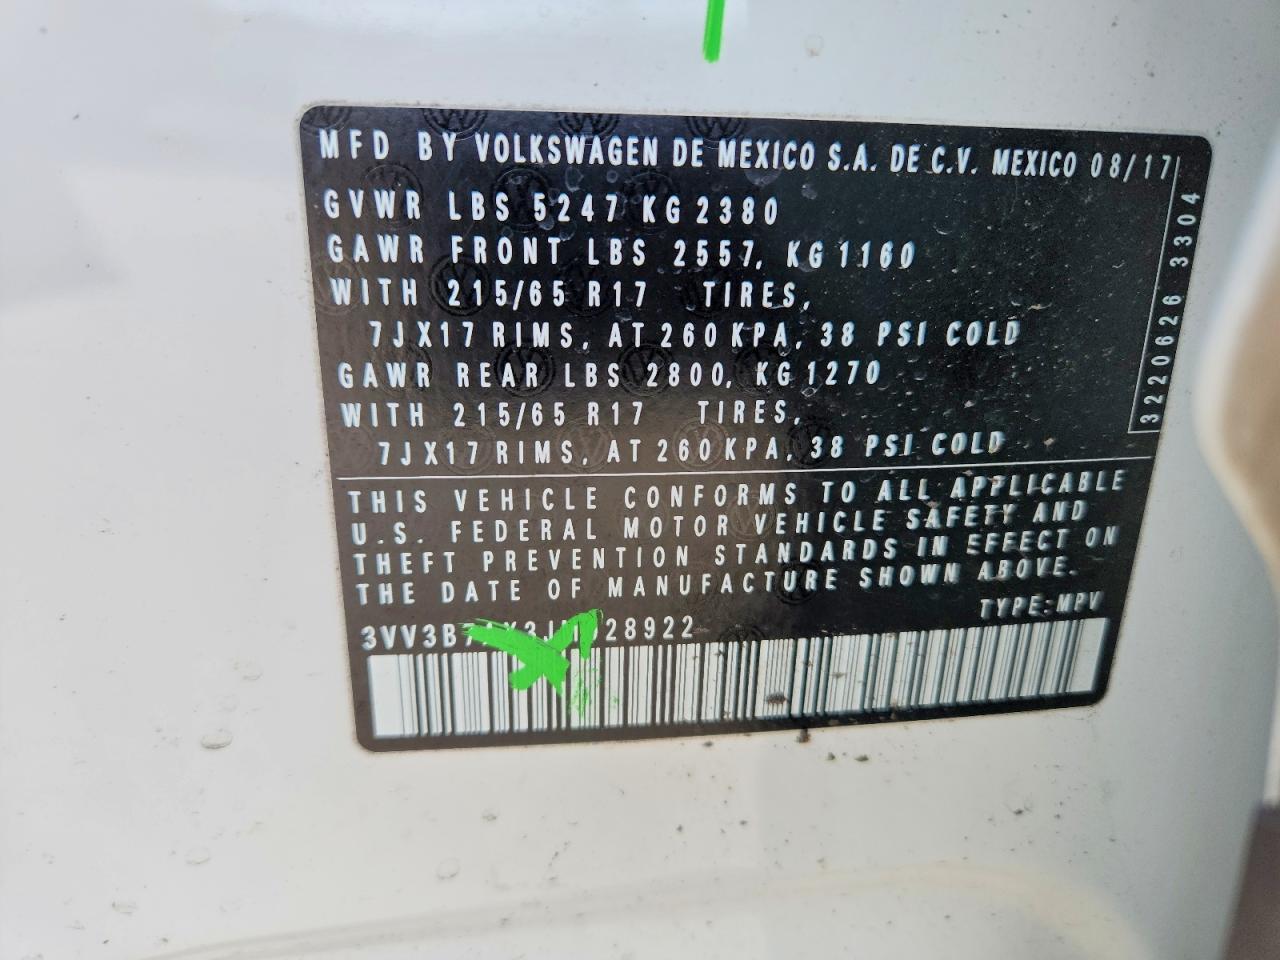 MFD BY VOLKSWAGEN DE MEXICO S.A. DE C.V. MEXICO 08/17
GVWR LBS 5247 KG 2380
GAWR FRONT LBS 2557, KG 1160
WITH 215/65 R17 TIRES,
7JX17 RIMS, AT 260 KPA, 38 PSI COLD
GAWR REAR LBS 2800, KG 1270
WITH 215/65 R17 TIRES,
7JX17 RIMS, AT 260 KPA, 38 PSI COLD
3220626 3304
THIS VEHICLE CONFORMS TO ALL APPLICABLE
U.S. FEDERAL MOTOR VEHICLE SAFETY AND
THEFT PREVENTION STANDARDS IN EFFECT ON
THE DATE OF MANUFACTURE SHOWN ABOVE.
TYPE:MPV